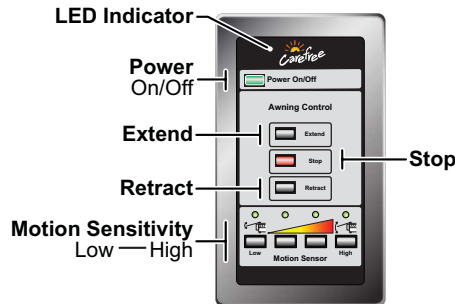 LED Indicator
Carefree
Power
On/Off
Power On/Off
Awning Control
Extend
Extend
Stop
Stop
Retract
Retract
Motion Sensitivity
Low — High
Low
High
Motion Sensor